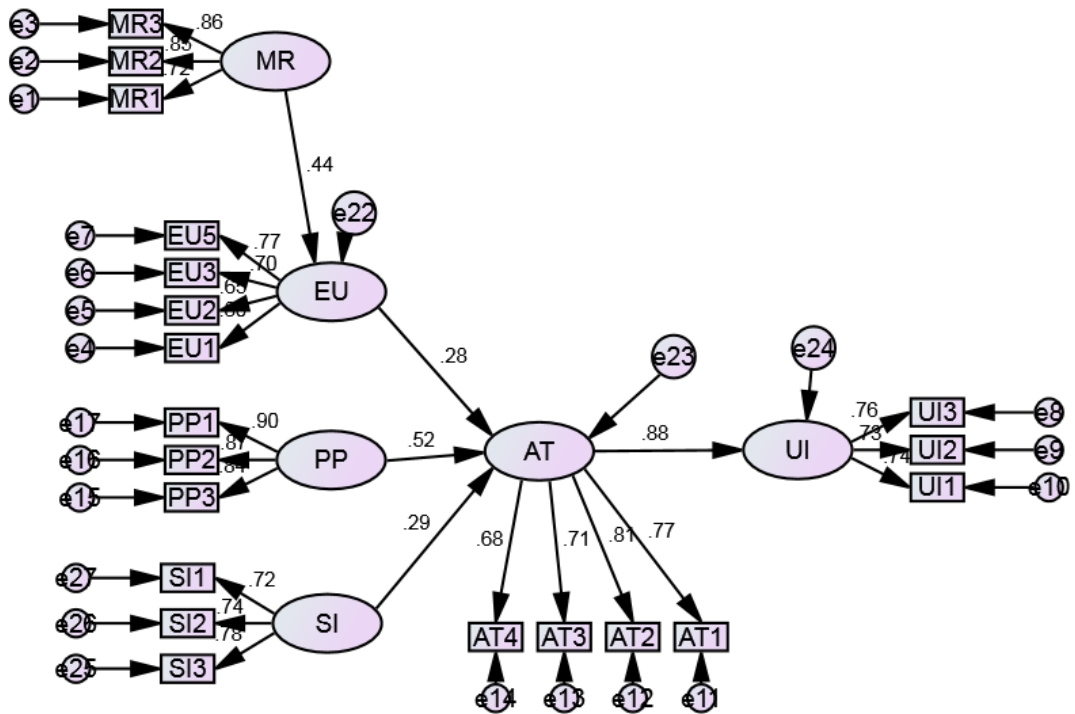 e3
MR3
.86
e2
MR2
.85
MR
e1
MR1
.72
.44
e22
e7
EU5
.77
e6
EU3
.70
EU
e5
EU2
.65
e4
EU1
.28
e23
e24
e17
PP1
.90
e16
PP2
.87
PP
.52
AT
.88
UI
e15
PP3
.84
.76
UI3
e8
.73
UI2
e9
.74
UI1
e10
.29
e27
SI1
.72
e26
SI2
.74
SI
e25
SI3
.78
.68
.71
.81
.77
AT4
AT3
AT2
AT1
e14
e13
e12
e11